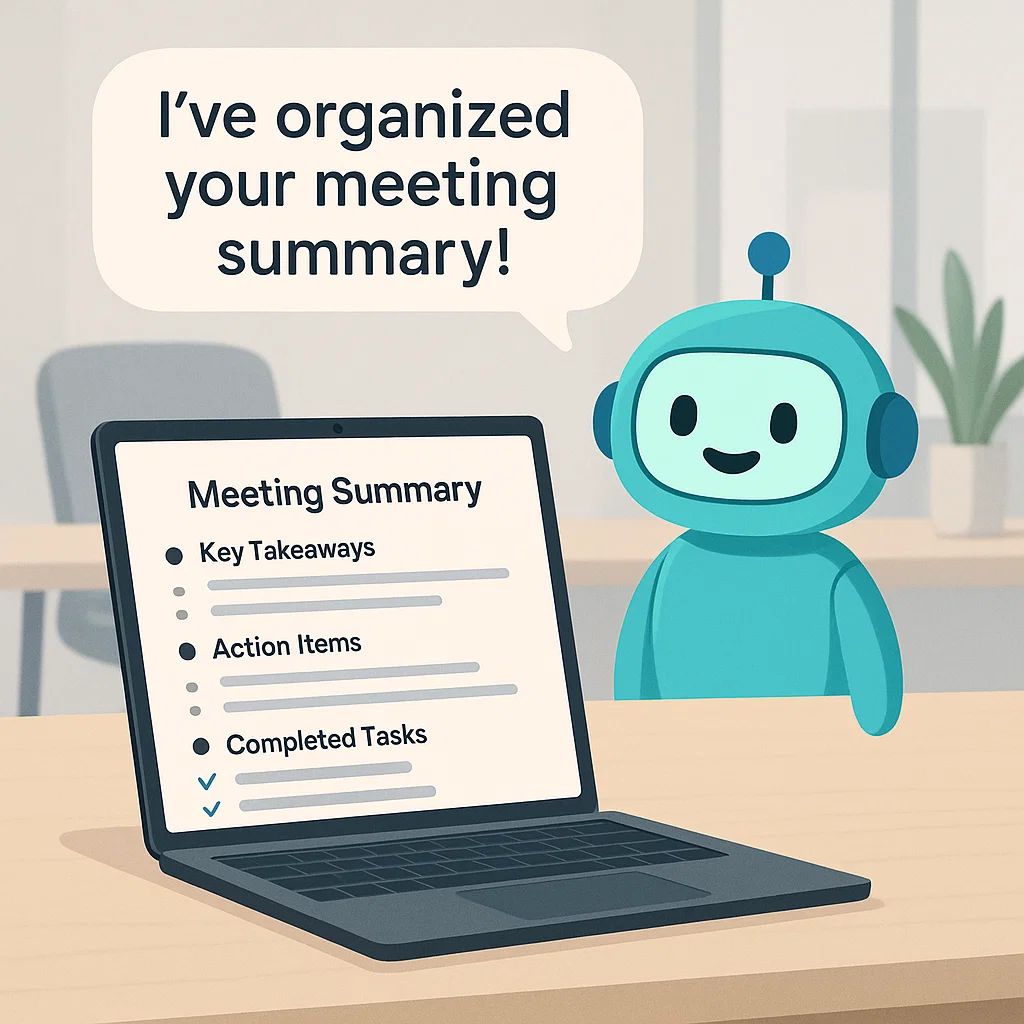 I've organized
your meeting
summary!
Meeting Summary
Key Takeaways
Action Items
Completed Tasks